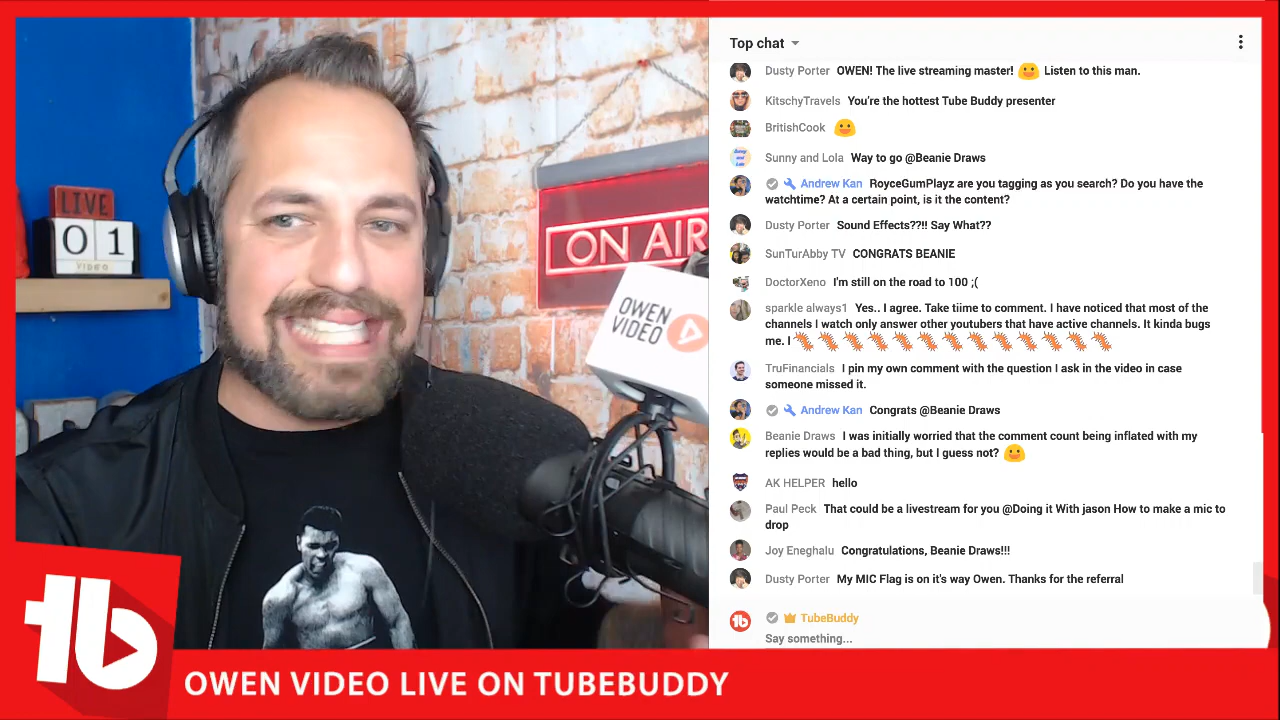 LIVE
01
VIDEO
ON AIR
OWEN
VIDEO
Top chat
Dusty Porter OWEN! The live streaming master! Listen to this man.
KitschyTravels You're the hottest Tube Buddy presenter
BritishCook
Sunny and Lola Way to go @Beanie Draws
Andrew Kan RoyceGumPlayz are you tagging as you search? Do you have the
watchtime? At a certain point, is it the content?
Dusty Porter Sound Effects??!! Say What??
SunTurAbby TV CONGRATS BEANIE
DoctorXeno I'm still on the road to 100 ;(
sparkle always1 Yes.. I agree. Take tiime to comment. I have noticed that most of the
channels I watch only answer other youtubers that have active channels. It kinda bugs
me. I
TruFinancials I pin my own comment with the question I ask in the video in case
someone missed it.
Andrew Kan Congrats @Beanie Draws
Beanie Draws I was initially worried that the comment count being inflated with my
replies would be a bad thing, but I guess not?
AK HELPER hello
Paul Peck That could be a livestream for you @Doing it With jason How to make a mic to
drop
Joy Eneghalu Congratulations, Beanie Draws!!!
Dusty Porter My MIC Flag is on it's way Owen. Thanks for the referral
TubeBuddy
Say something...
tb
OWEN VIDEO LIVE ON TUBEBUDDY